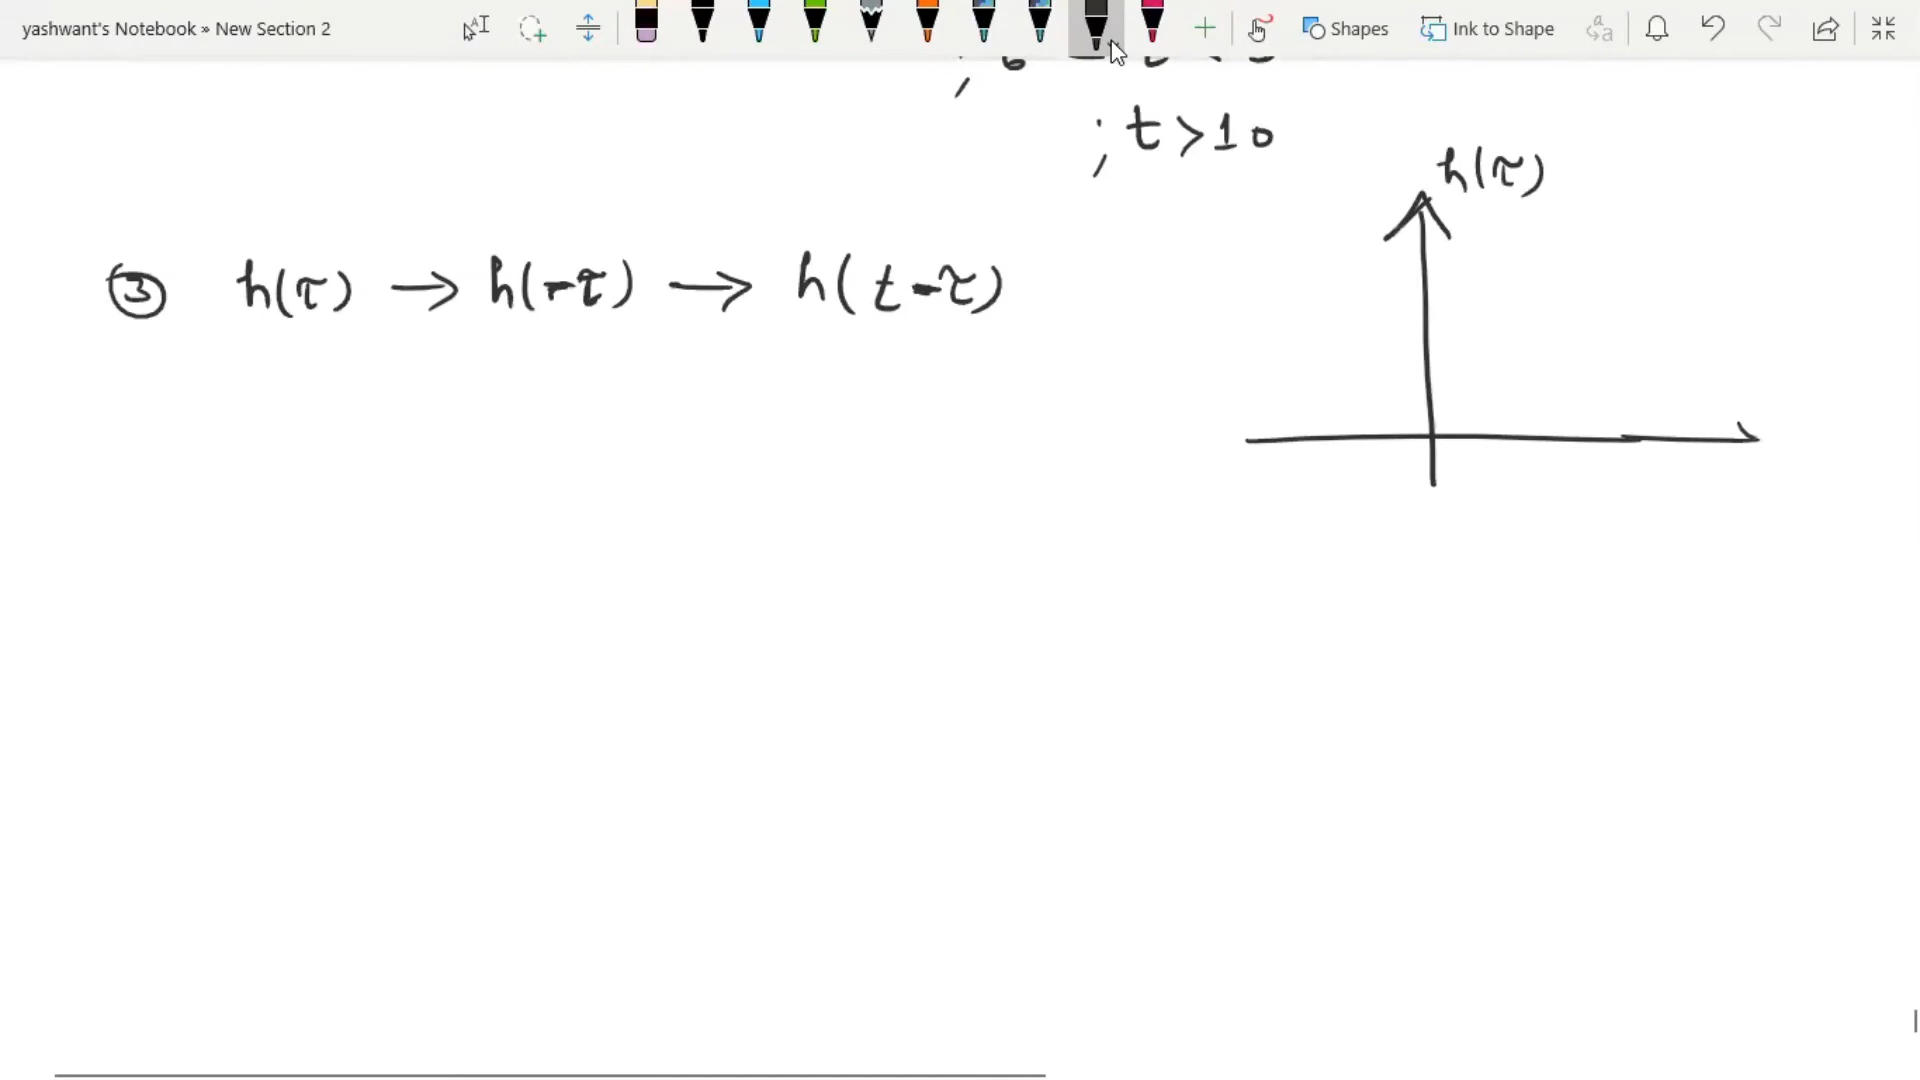 yashwant's Notebook » New Section 2
Shapes
Ink to Shape
; t > 10
h(τ)
③ h(τ) → h(-τ) → h(t-τ)